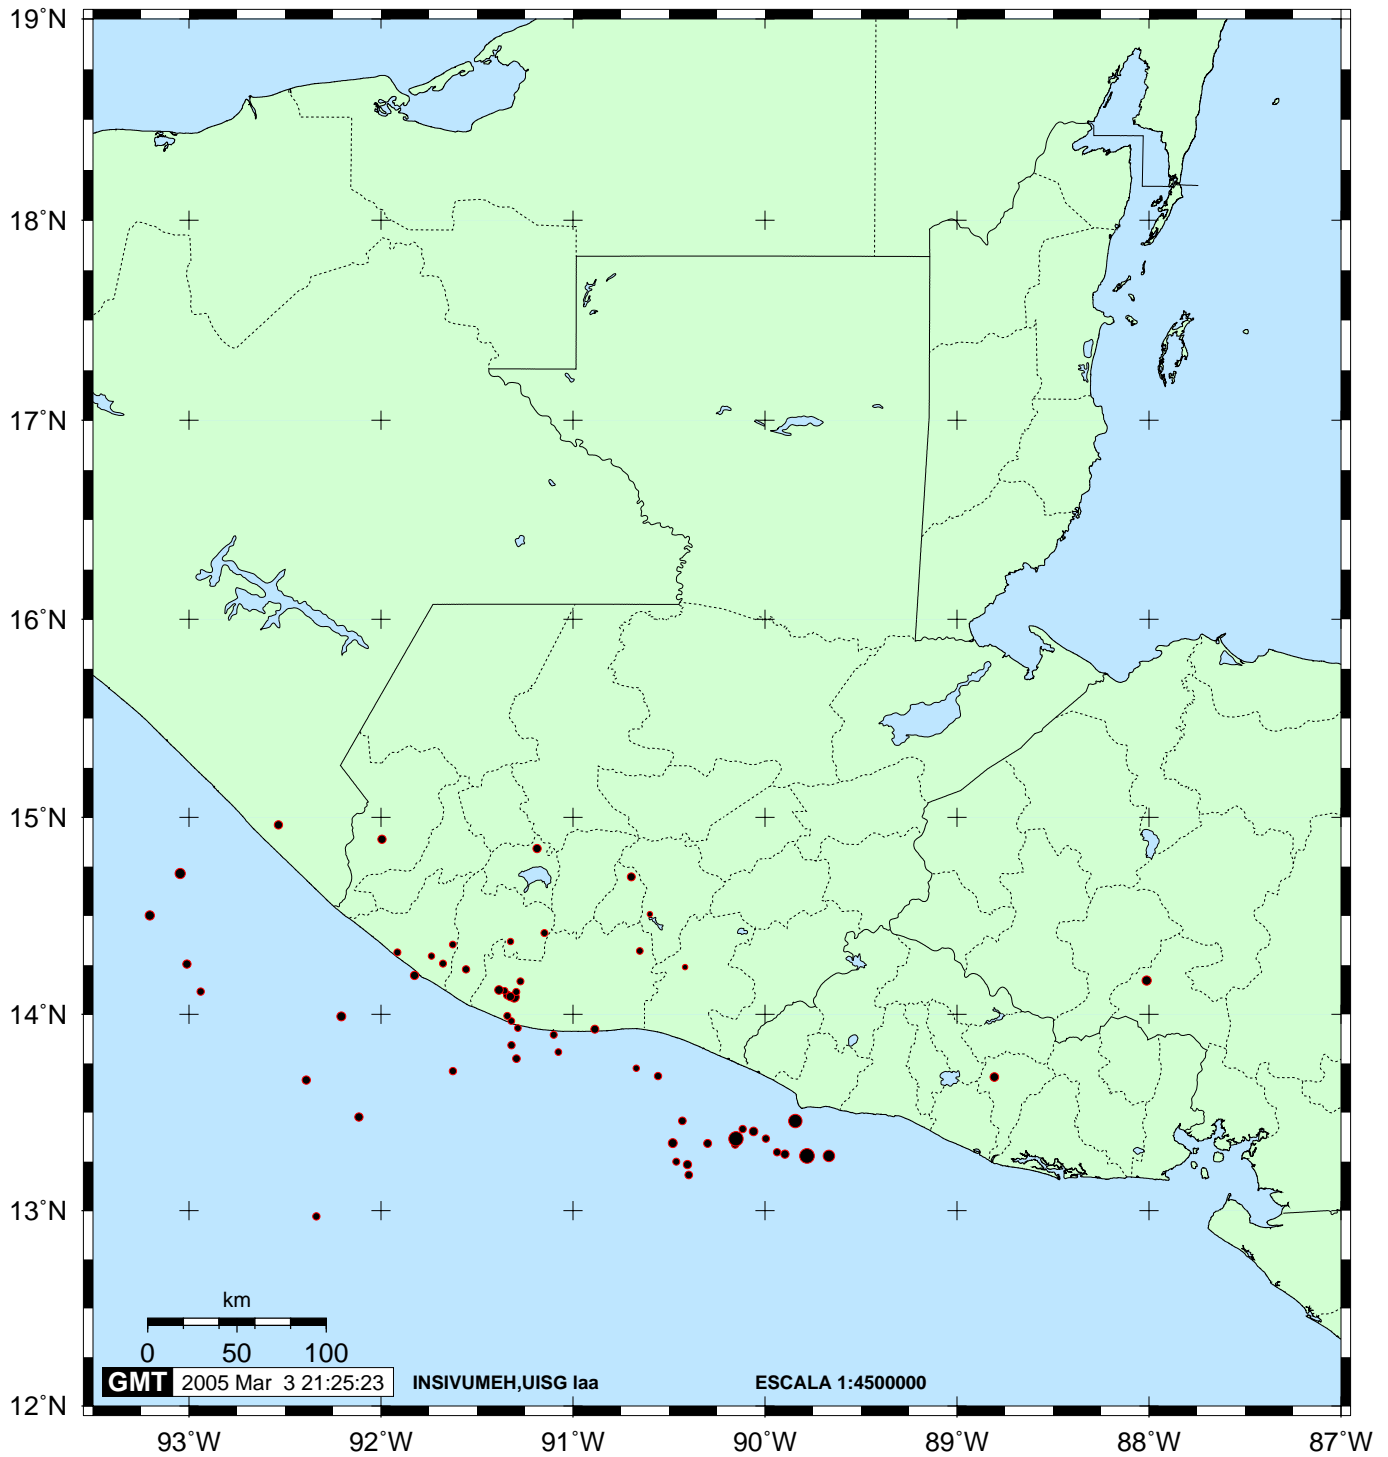 19°N
18°N
17°N
16°N
15°N
14°N
13°N
12°N
km
0 50 100
GMT 2005 Mar 3 21:25:23 INSIVUMEH,UISG laa ESCALA 1:4500000
93°W 92°W 91°W 90°W 89°W 88°W 87°W